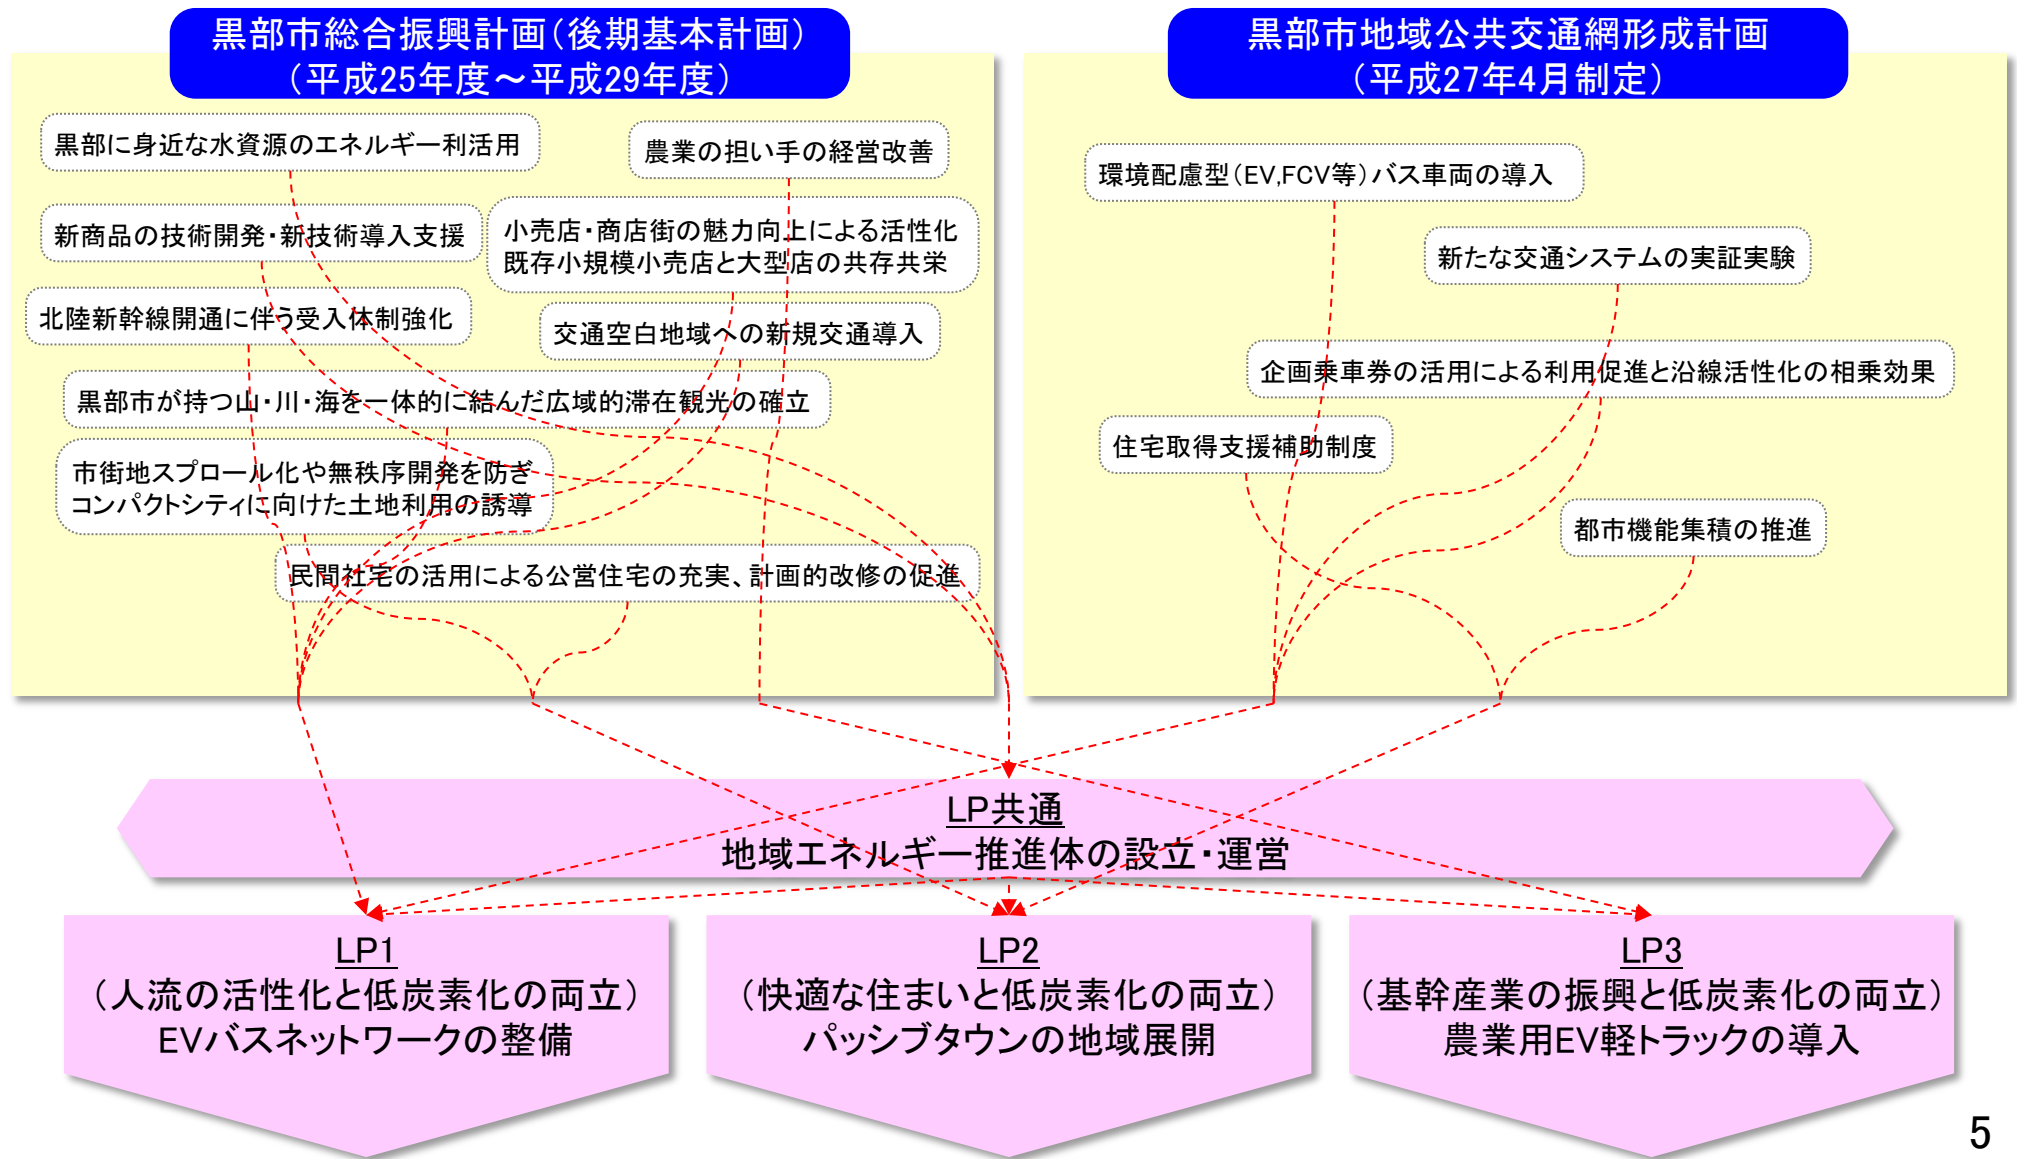 黒部市総合振興計画(後期基本計画)
(平成25年度～平成29年度)
黒部に身近な水資源のエネルギー利活用
農業の担い手の経営改善
新商品の技術開発・新技術導入支援
小売店・商店街の魅力向上による活性化
既存小規模小売店と大型店の共存共栄
北陸新幹線開通に伴う受入体制強化
交通空白地域への新規交通導入
黒部市が持つ山・川・海を一体的に結んだ広域的滞在観光の確立
市街地スプロール化や無秩序開発を防ぎ
コンパクトシティに向けた土地利用の誘導
民間社宅の活用による公営住宅の充実、計画的改修の促進
黒部市地域公共交通網形成計画
(平成27年4月制定)
環境配慮型(EV,FCV等)バス車両の導入
新たな交通システムの実証実験
企画乗車券の活用による利用促進と沿線活性化の相乗効果
住宅取得支援補助制度
都市機能集積の推進
LP共通
地域エネルギー推進体の設立・運営
LP1
(人流の活性化と低炭素化の両立)
EVバスネットワークの整備
LP2
(快適な住まいと低炭素化の両立)
パッシブタウンの地域展開
LP3
(基幹産業の振興と低炭素化の両立)
農業用EV軽トラックの導入
5